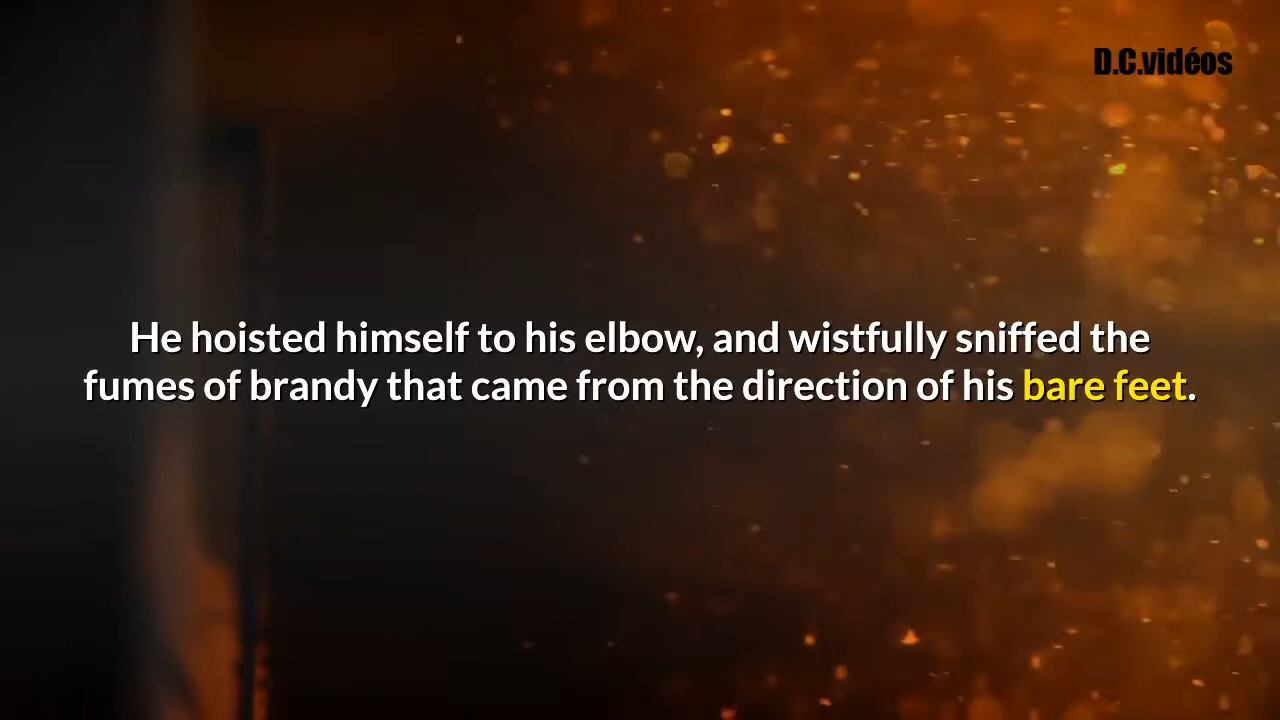 D.C.vidéos
He hoisted himself to his elbow, and wistfully sniffed the
fumes of brandy that came from the direction of his bare feet.